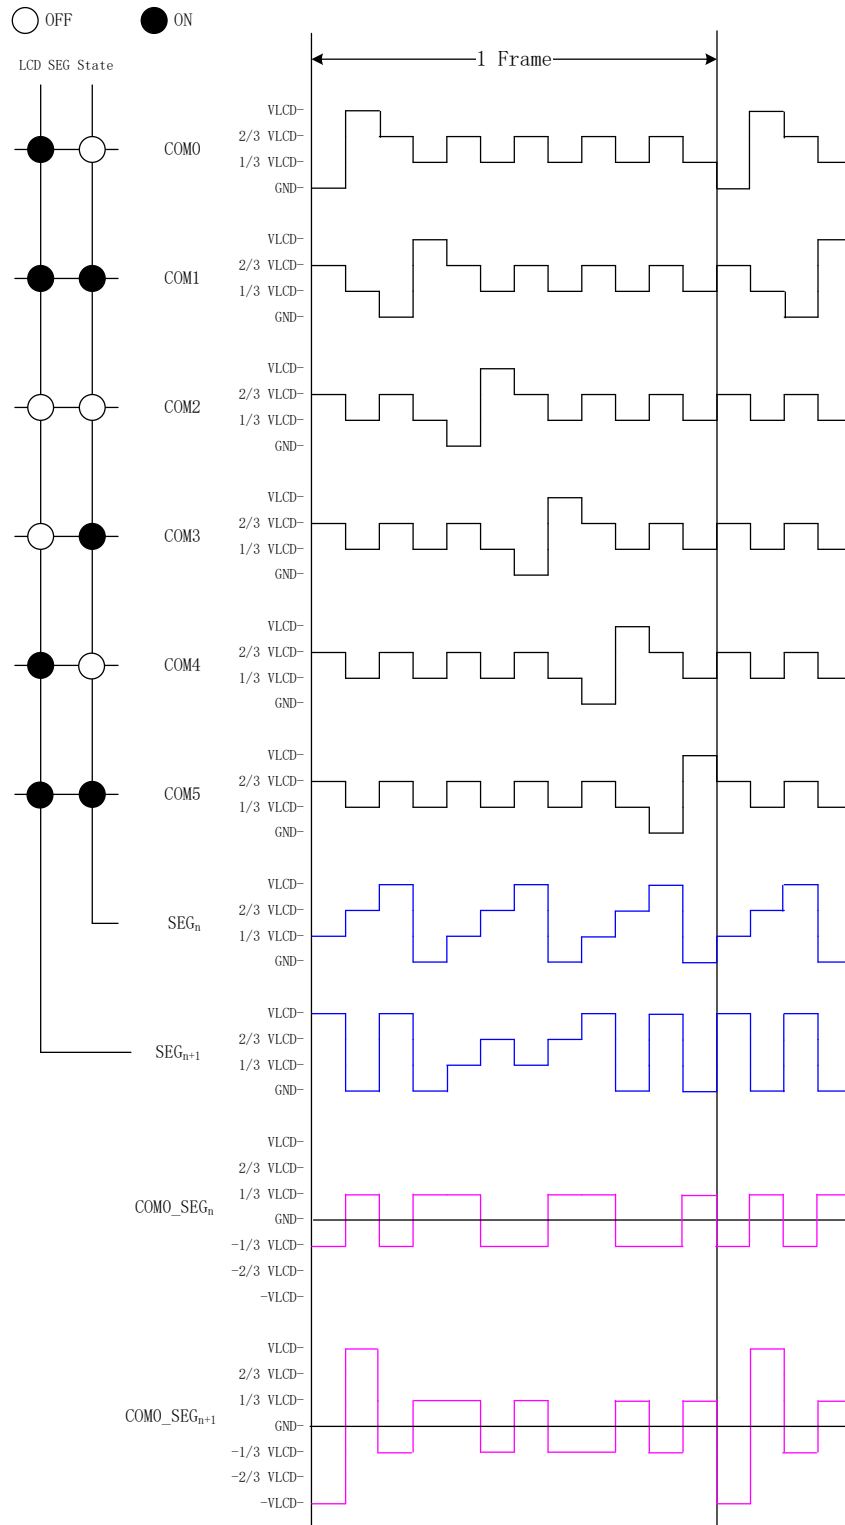 OFF ON
LCD SEG State
1 Frame
VLCD-
2/3 VLCD-
COM0
1/3 VLCD-
GND-
VLCD-
2/3 VLCD-
COM1
1/3 VLCD-
GND-
VLCD-
2/3 VLCD-
COM2
1/3 VLCD-
GND-
VLCD-
2/3 VLCD-
COM3
1/3 VLCD-
GND-
VLCD-
2/3 VLCD-
COM4
1/3 VLCD-
GND-
VLCD-
2/3 VLCD-
COM5
1/3 VLCD-
GND-
VLCD-
2/3 VLCD-
SEGn
1/3 VLCD-
GND-
VLCD-
2/3 VLCD-
SEGn+1
1/3 VLCD-
GND-
VLCD-
2/3 VLCD-
1/3 VLCD-
COM0_SEGn
GND-
-1/3 VLCD-
-2/3 VLCD-
-VLCD-
VLCD-
2/3 VLCD-
1/3 VLCD-
COM0_SEGn+1
GND-
-1/3 VLCD-
-2/3 VLCD-
-VLCD-